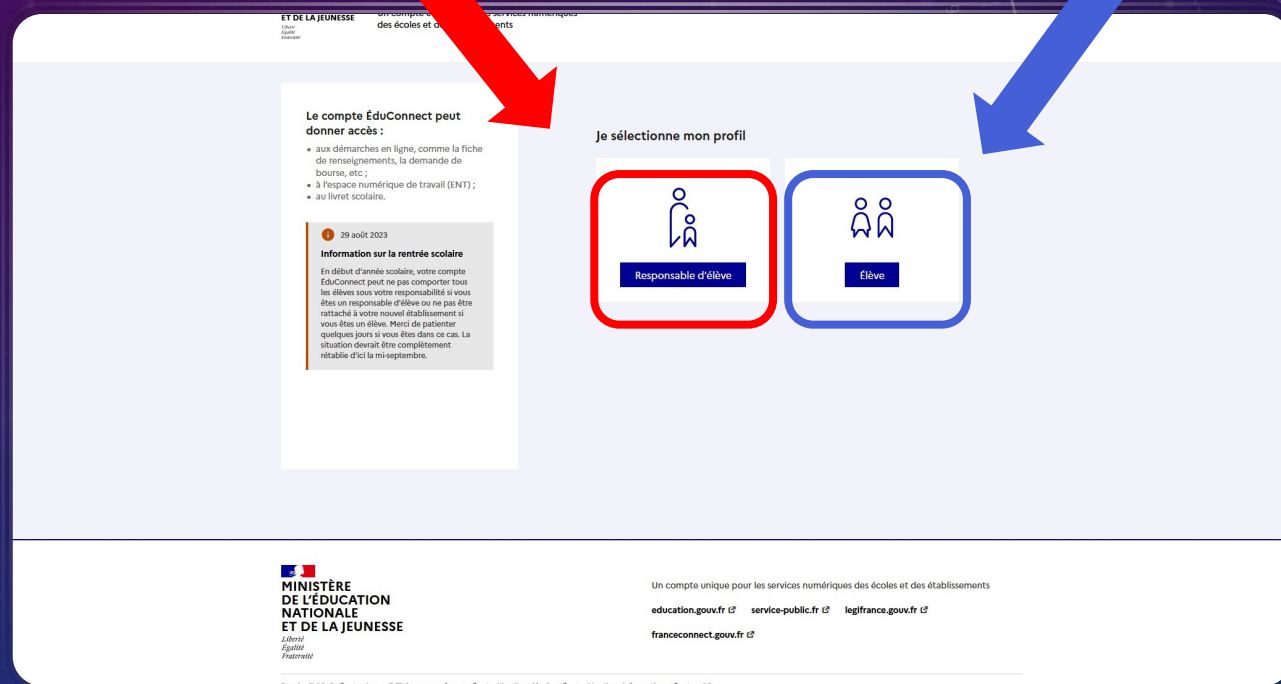 ET DE LA JEUNESSE
Liberté
Égalité
Fraternité
des écoles et d
ents
Le compte ÉduConnect peut
donner accès :
• aux démarches en ligne, comme la fiche
de renseignements, la demande de
bourse, etc ;
• à l'espace numérique de travail (ENT) ;
• au livret scolaire.
29 août 2023
Information sur la rentrée scolaire
En début d'année scolaire, votre compte
ÉduConnect peut ne pas comporter tous
les élèves sous votre responsabilité si vous
êtes un responsable d'élève ou ne pas être
rattaché à votre nouvel établissement si
vous êtes un élève. Merci de patienter
quelques jours si vous êtes dans ce cas. La
situation devrait être complètement
rétablie d'ici la mi-septembre.
Je sélectionne mon profil
Responsable d'élève
Élève
MINISTÈRE
DE L'ÉDUCATION
NATIONALE
ET DE LA JEUNESSE
Liberté
Égalité
Fraternité
Un compte unique pour les services numériques des écoles et des établissements
education.gouv.fr service-public.fr legifrance.gouv.fr
franceconnect.gouv.fr